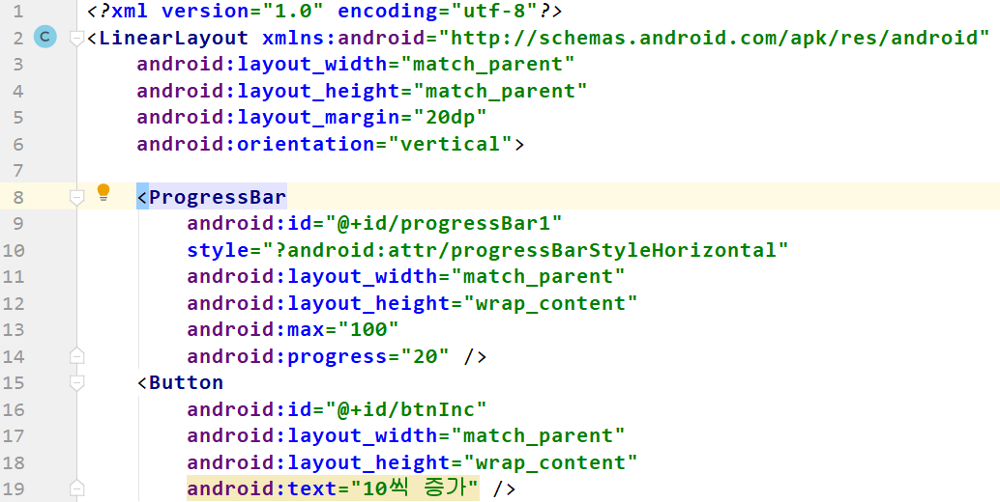 1 <?xml version="1.0" encoding="utf-8"?>
2 C <LinearLayout xmlns:android="http://schemas.android.com/apk/res/android"
3 android:layout_width="match_parent"
4 android:layout_height="match_parent"
5 android:layout_margin="20dp"
6 android:orientation="vertical">
7
8 <ProgressBar
9 android:id="@+id/progressBar1"
10 style="?android:attr/progressBarStyleHorizontal"
11 android:layout_width="match_parent"
12 android:layout_height="wrap_content"
13 android:max="100"
14 android:progress="20" />
15 <Button
16 android:id="@+id/btnInc"
17 android:layout_width="match_parent"
18 android:layout_height="wrap_content"
19 android:text="10씩 증가" />